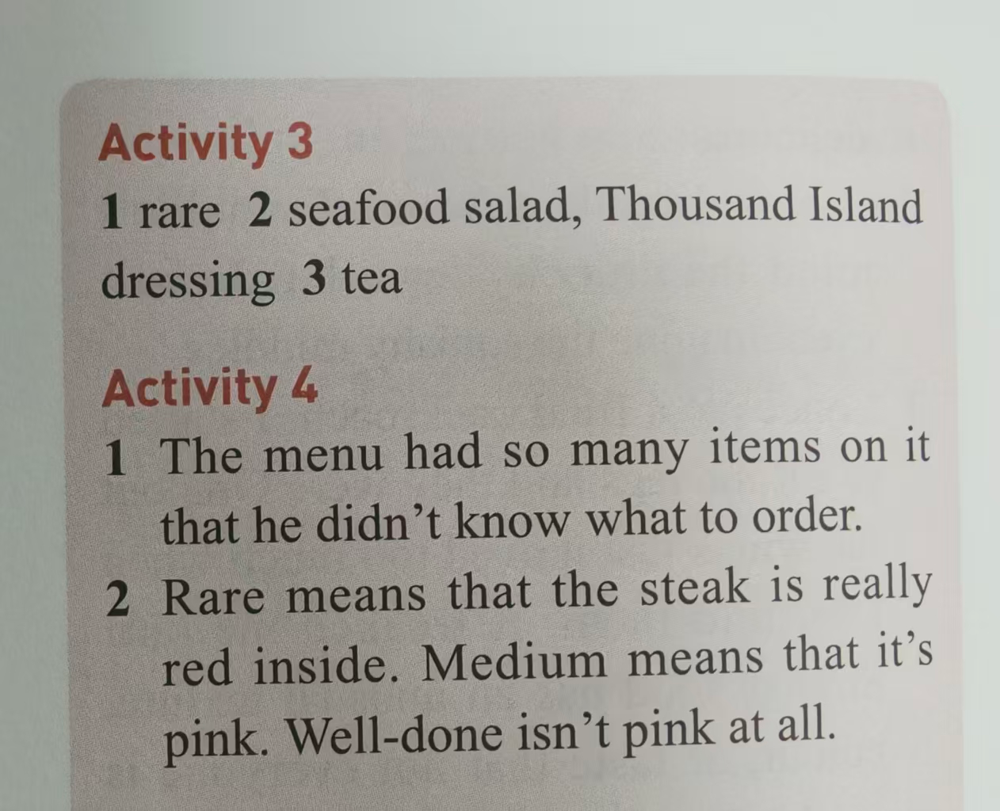 Activity 3
1 rare 2 seafood salad, Thousand Island
dressing 3 tea
Activity 4
1 The menu had so many items on it
that he didn’t know what to order.
2 Rare means that the steak is really
red inside. Medium means that it’s
pink. Well-done isn’t pink at all.